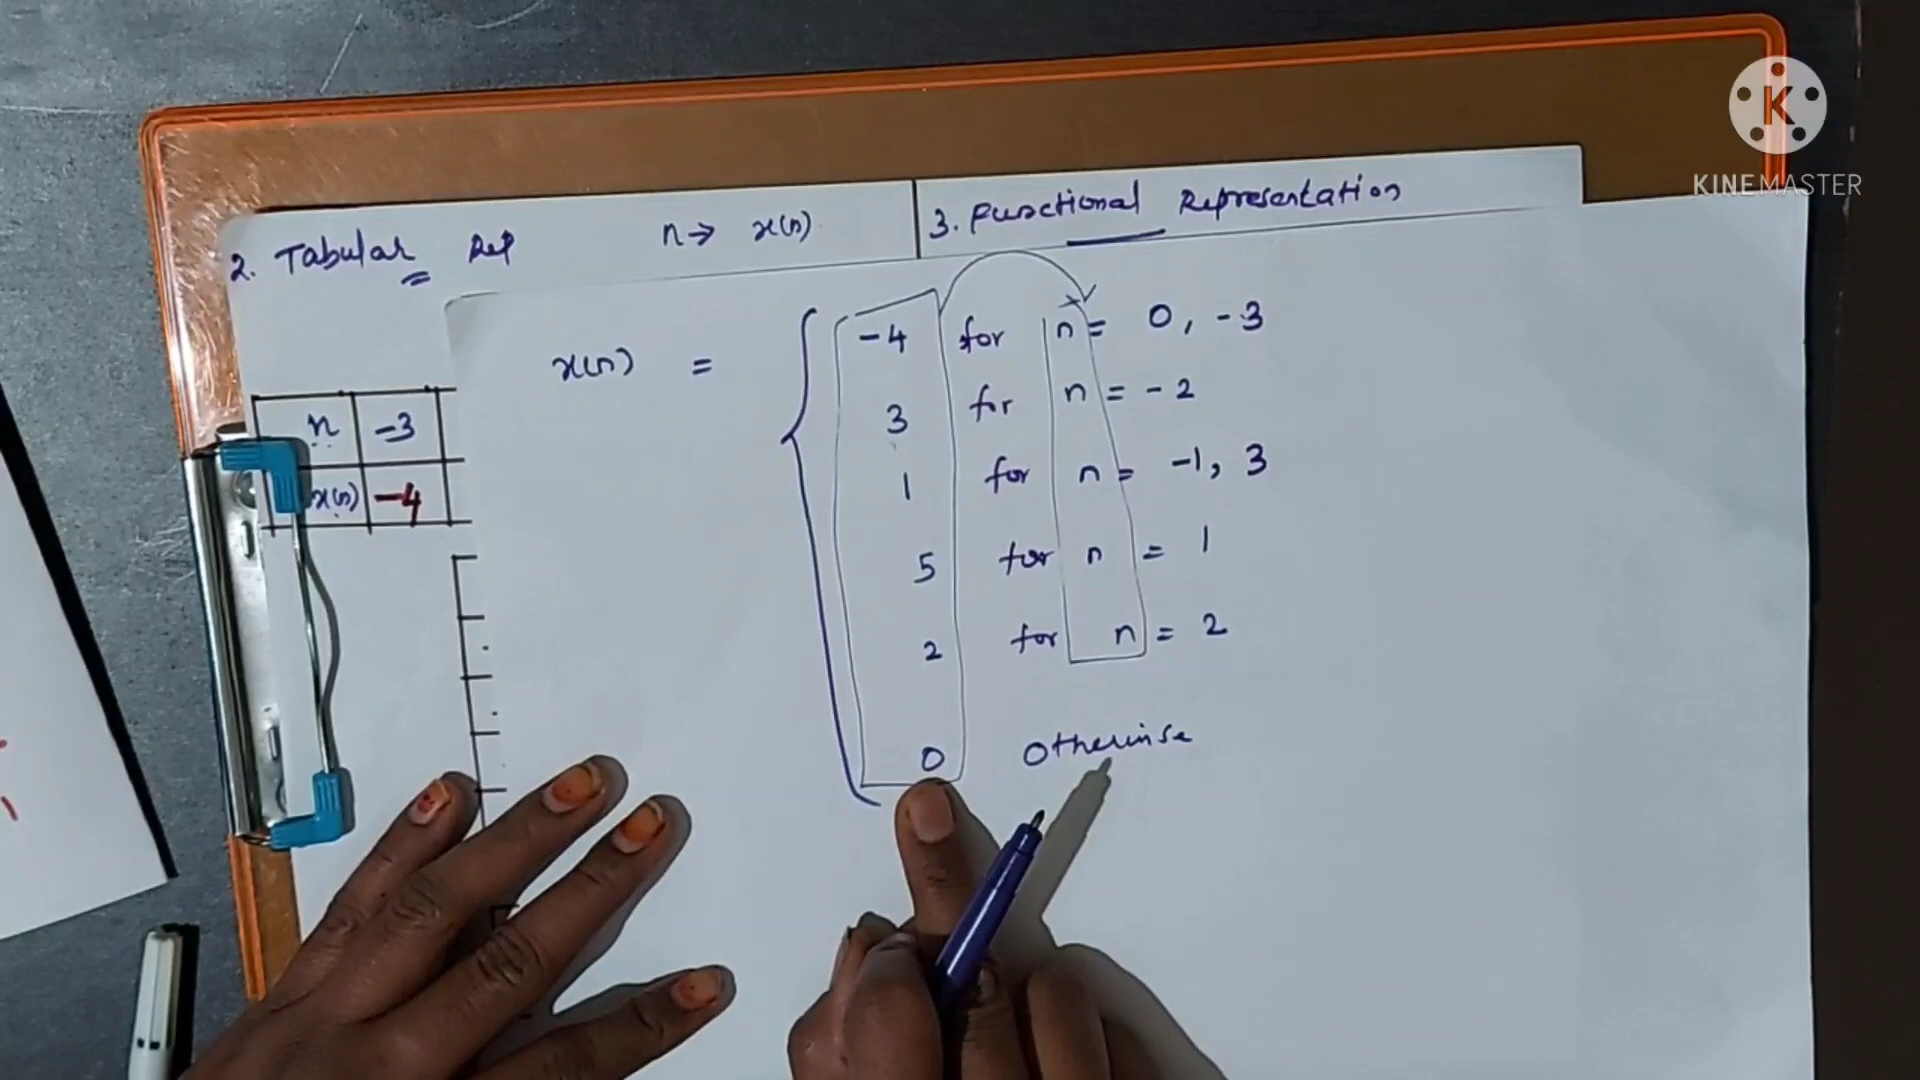 2. Tabular Rep n → x(n)
3. Functional Representation
x(n) = { -4 for n = 0, -3
3 for n = -2
1 for n = -1, 3
5 for n = 1
2 for n = 2
0 Otherwise
n -3
x(n) -4
K
KINEMASTER